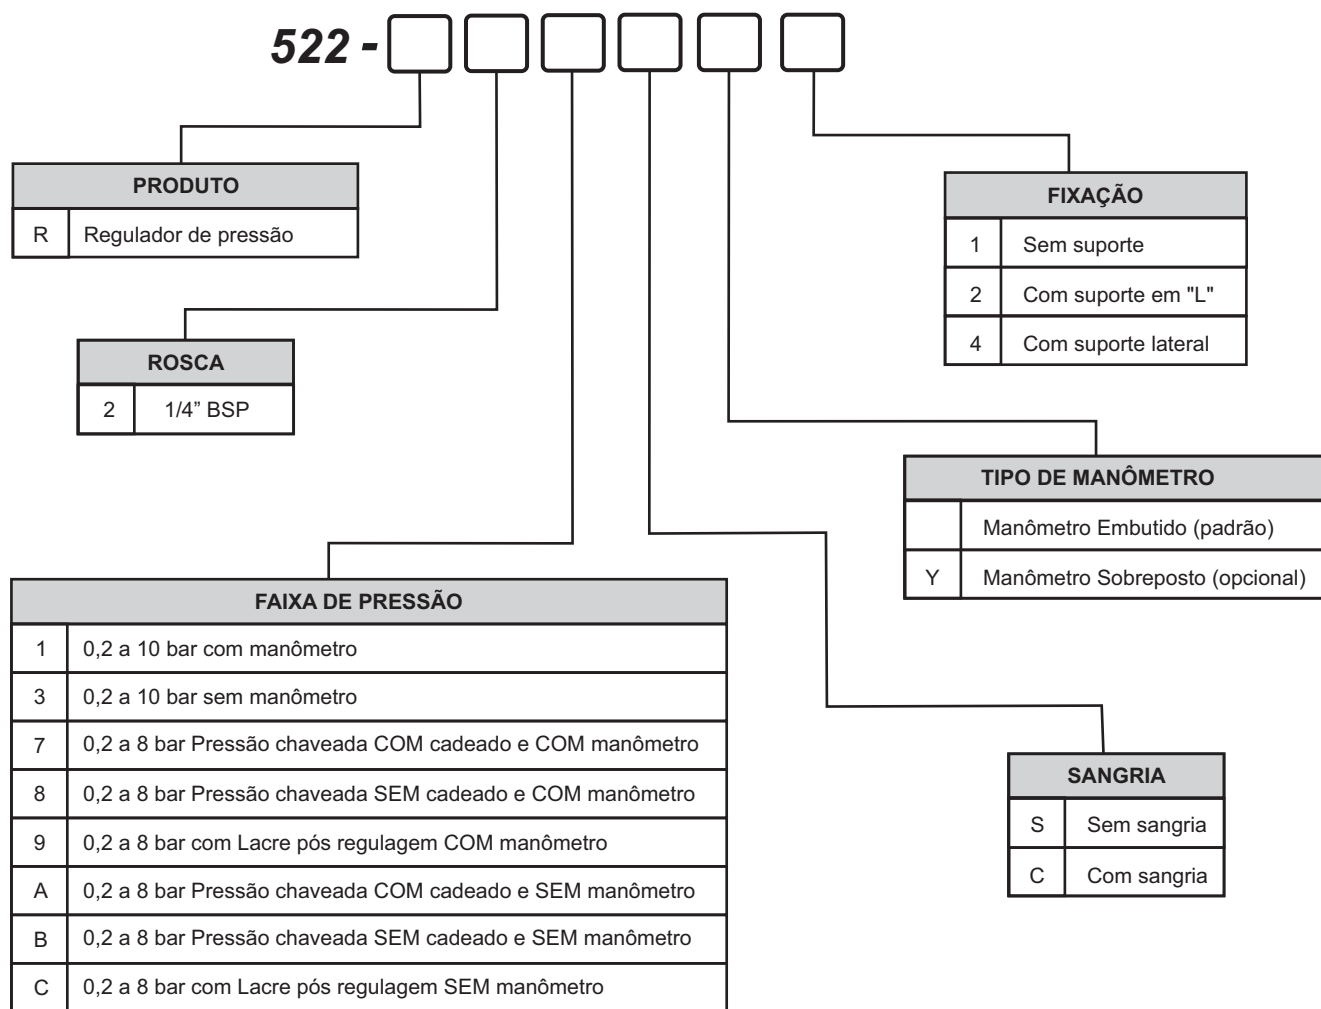 522 -
PRODUTO
R Regulador de pressão
ROSCA
2 1/4” BSP
FAIXA DE PRESSÃO
1 0,2 a 10 bar com manômetro
3 0,2 a 10 bar sem manômetro
7 0,2 a 8 bar Pressão chaveada COM cadeado e COM manômetro
8 0,2 a 8 bar Pressão chaveada SEM cadeado e COM manômetro
9 0,2 a 8 bar com Lacre pós regulagem COM manômetro
A 0,2 a 8 bar Pressão chaveada COM cadeado e SEM manômetro
B 0,2 a 8 bar Pressão chaveada SEM cadeado e SEM manômetro
C 0,2 a 8 bar com Lacre pós regulagem SEM manômetro
FIXAÇÃO
1 Sem suporte
2 Com suporte em "L"
4 Com suporte lateral
TIPO DE MANÔMETRO
Manômetro Embutido (padrão)
Y Manômetro Sobreposto (opcional)
SANGRIA
S Sem sangria
C Com sangria